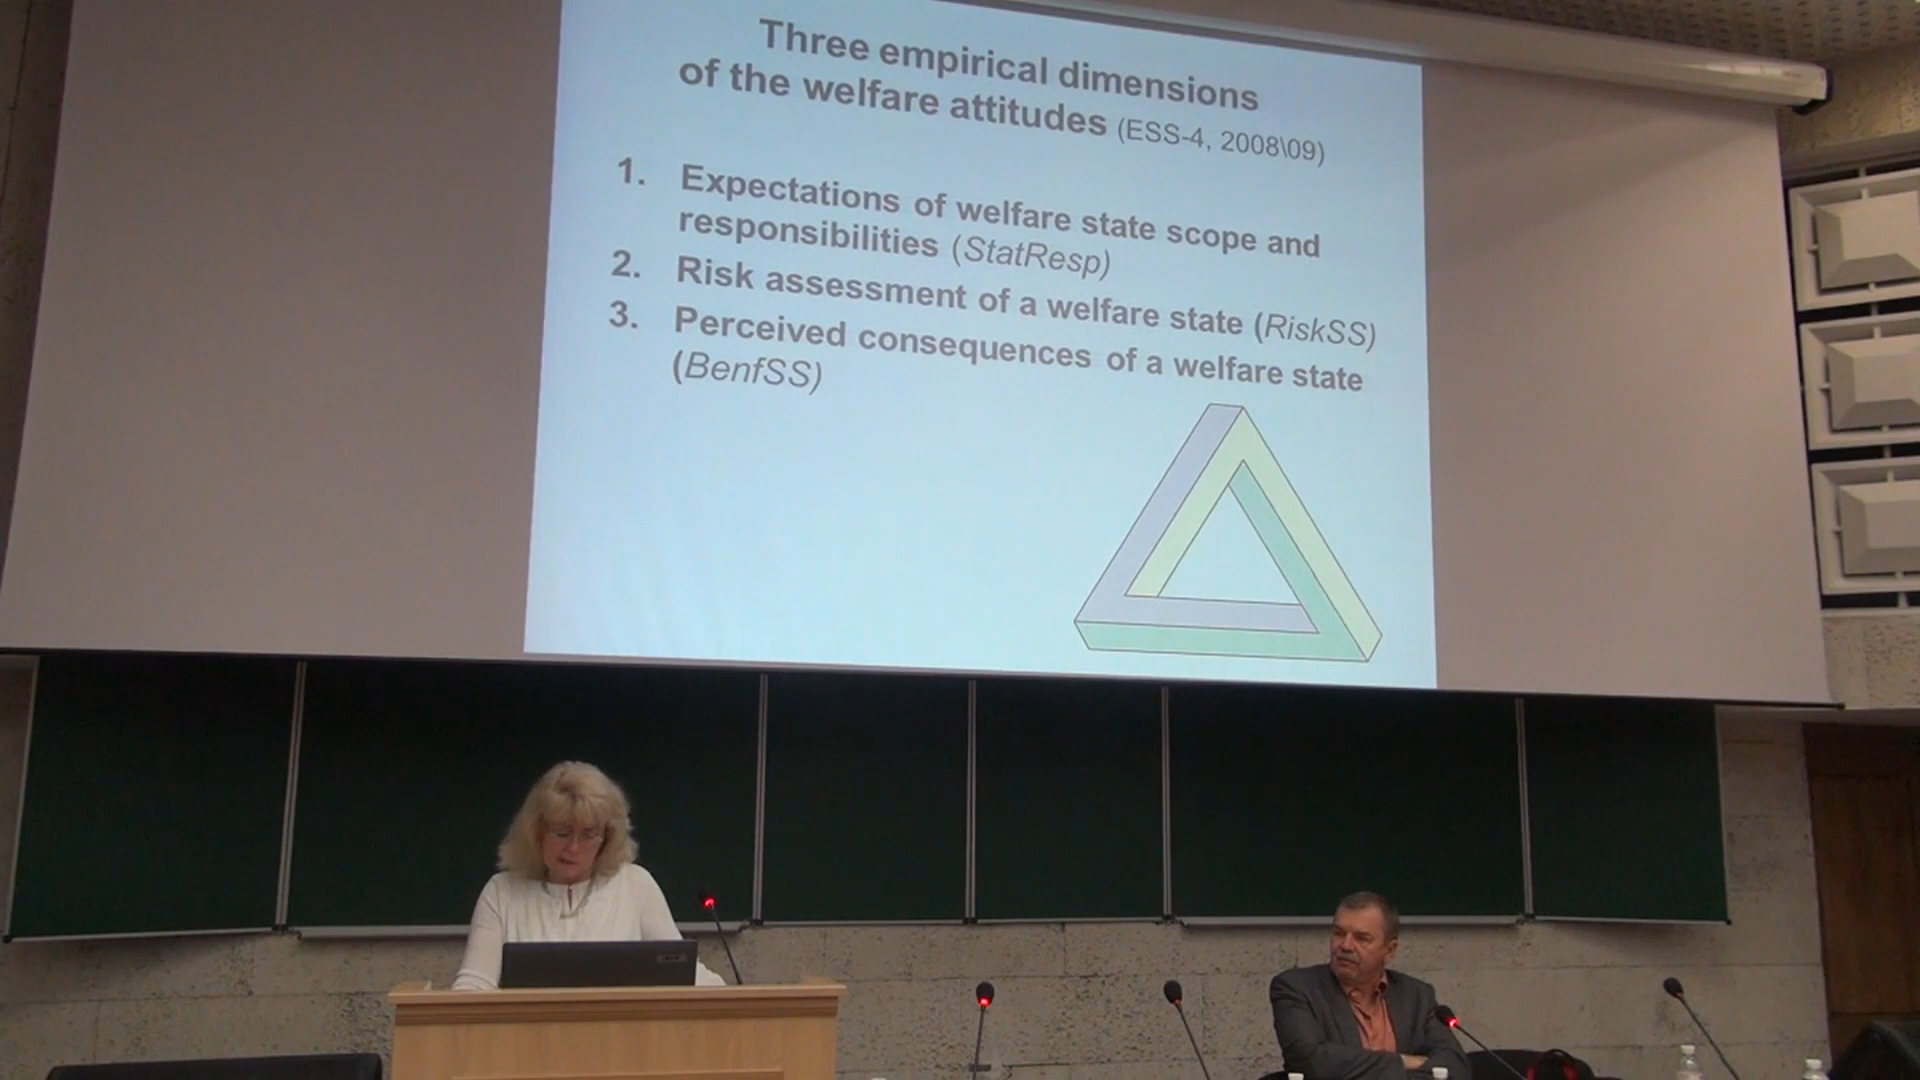 Three empirical dimensions
of the welfare attitudes (ESS-4, 2008\09)
1. Expectations of welfare state scope and
responsibilities (StatResp)
2. Risk assessment of a welfare state (RiskSS)
3. Perceived consequences of a welfare state
(BenfSS)